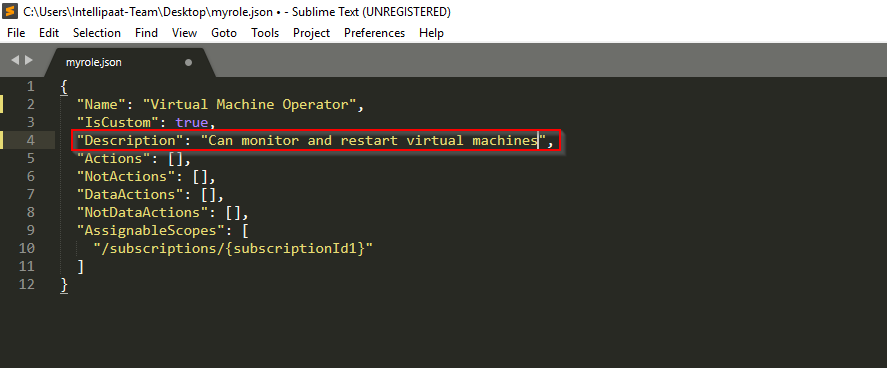 C:\Users\Intellipaat-Team\Desktop\myrole.json • - Sublime Text (UNREGISTERED)
File Edit Selection Find View Goto Tools Project Preferences Help
myrole.json
1 {
2 "Name": "Virtual Machine Operator",
3 "IsCustom": true,
4 "Description": "Can monitor and restart virtual machines",
5 "Actions": [],
6 "NotActions": [],
7 "DataActions": [],
8 "NotDataActions": [],
9 "AssignableScopes": [
10 "/subscriptions/{subscriptionId1}"
11 ]
12 }